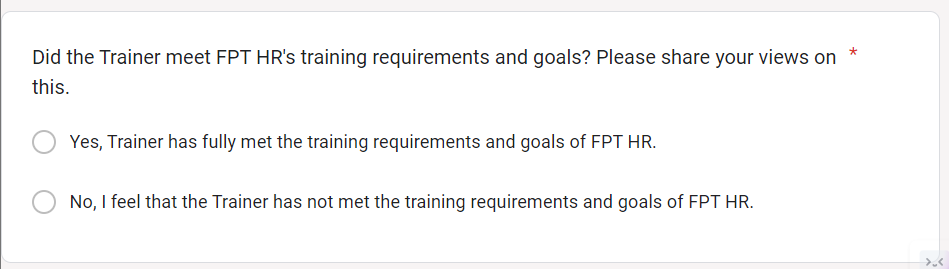 Did the Trainer meet FPT HR's training requirements and goals? Please share your views on *
this.
Yes, Trainer has fully met the training requirements and goals of FPT HR.
No, I feel that the Trainer has not met the training requirements and goals of FPT HR.